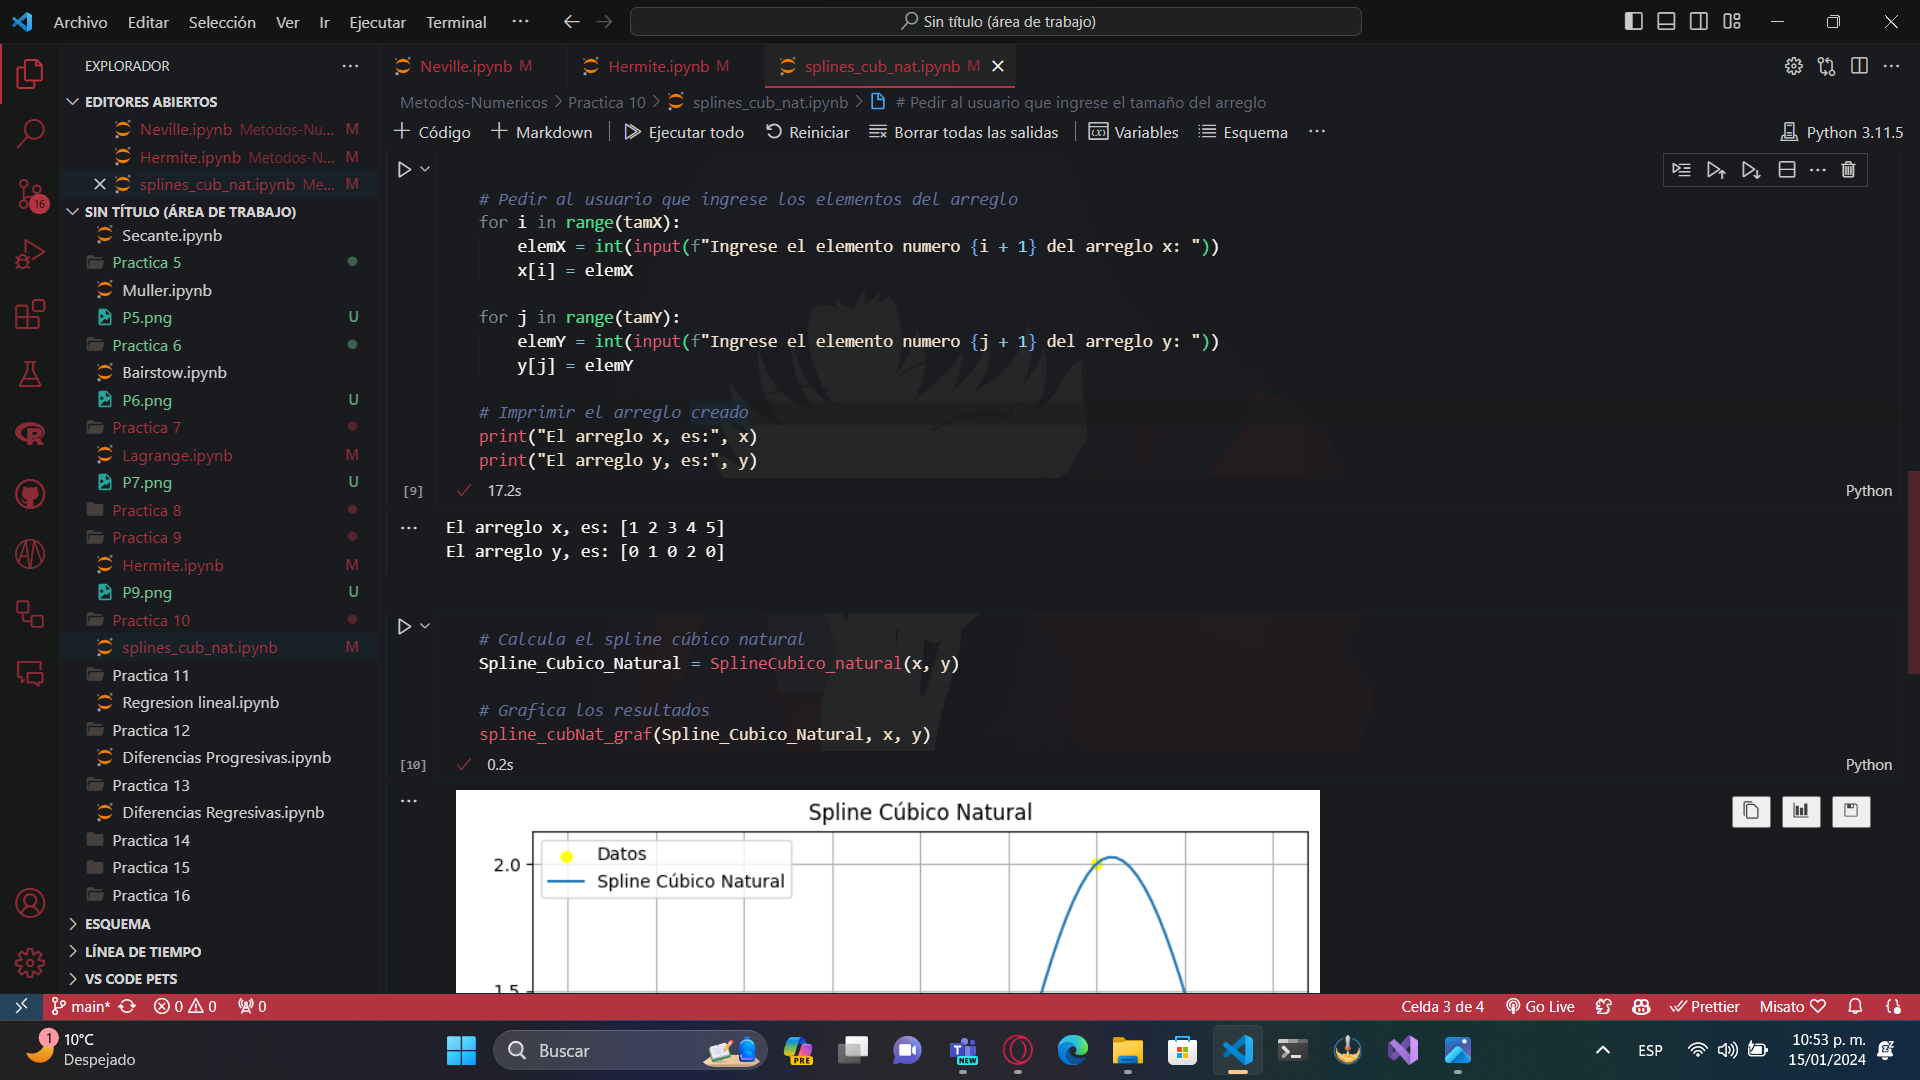 Archivo Editar Selección Ver Ir Ejecutar Terminal ··· Sin título (área de trabajo)
EXPLORADOR ···
EDITORES ABIERTOS
Neville.ipynb Metodos-Nu... M
Hermite.ipynb Metodos-N... M
splines_cub_nat.ipynb Me... M
SIN TÍTULO (ÁREA DE TRABAJO)
Secante.ipynb
Practica 5
Muller.ipynb
P5.png U
Practica 6
Bairstow.ipynb
P6.png U
Practica 7
Lagrange.ipynb M
P7.png U
Practica 8
Practica 9
Hermite.ipynb M
P9.png U
Practica 10
splines_cub_nat.ipynb M
Practica 11
Regresion lineal.ipynb
Practica 12
Diferencias Progresivas.ipynb
Practica 13
Diferencias Regresivas.ipynb
Practica 14
Practica 15
Practica 16
ESQUEMA
LÍNEA DE TIEMPO
VS CODE PETS
16
Neville.ipynb M Hermite.ipynb M splines_cub_nat.ipynb M
Metodos-Numericos > Practica 10 > splines_cub_nat.ipynb > # Pedir al usuario que ingrese el tamaño del arreglo
+ Código + Markdown Ejecutar todo Reiniciar Borrar todas las salidas Variables Esquema ··· Python 3.11.5
# Pedir al usuario que ingrese los elementos del arreglo
for i in range(tamX):
elemX = int(input(f"Ingrese el elemento numero {i + 1} del arreglo x: "))
x[i] = elemX
for j in range(tamY):
elemY = int(input(f"Ingrese el elemento numero {j + 1} del arreglo y: "))
y[j] = elemY
# Imprimir el arreglo creado
print("El arreglo x, es:", x)
print("El arreglo y, es:", y)
[9] 17.2s Python
El arreglo x, es: [1 2 3 4 5]
El arreglo y, es: [0 1 0 2 0]
# Calcula el spline cúbico natural
Spline_Cubico_Natural = SplineCubico_natural(x, y)
# Grafica los resultados
spline_cubNat_graf(Spline_Cubico_Natural, x, y)
[10] 0.2s Python
Spline Cúbico Natural
Datos
Spline Cúbico Natural
2.0
1.5
main* 0 0 0 Celda 3 de 4 Go Live Prettier Misato
1 10°C
Despejado
Buscar
PRE
NEW
ESP
10:53 p. m.
15/01/2024